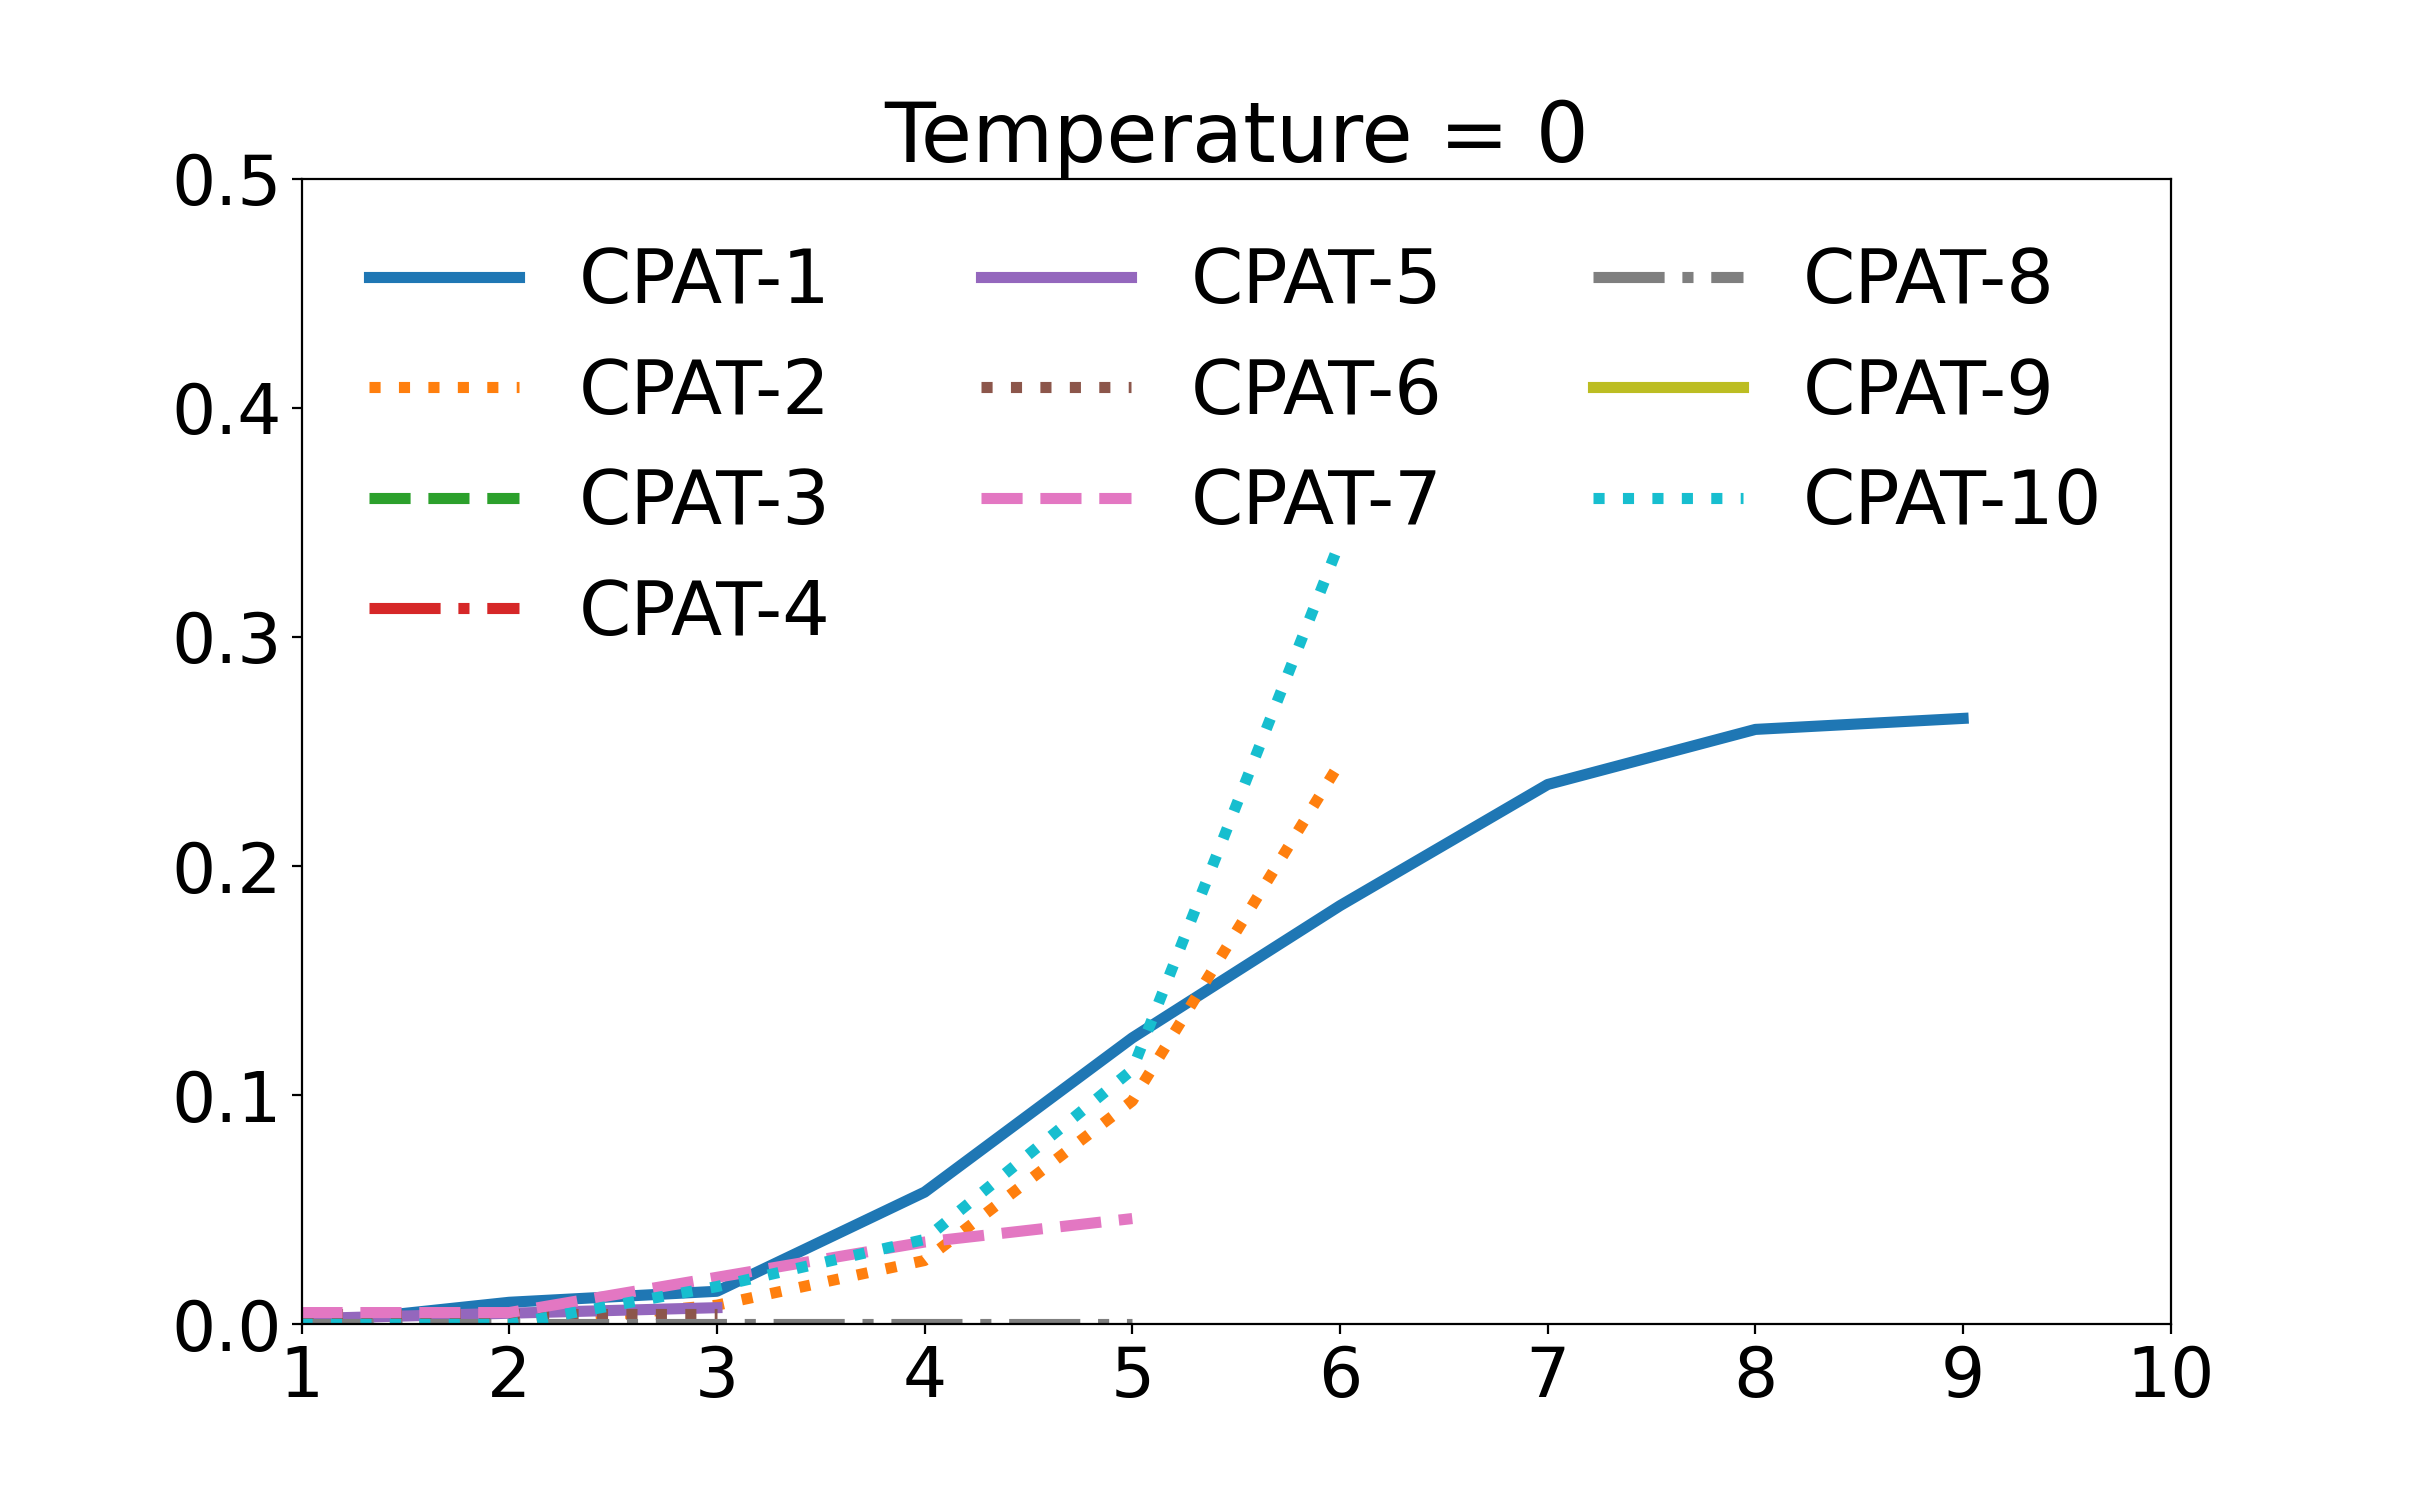 Temperature = 0
0.5
0.4
0.3
0.2
0.1
0.0
CPAT-1
CPAT-2
CPAT-3
CPAT-4
CPAT-5
CPAT-6
CPAT-7
CPAT-8
CPAT-9
CPAT-10
1 2 3 4 5 6 7 8 9 10